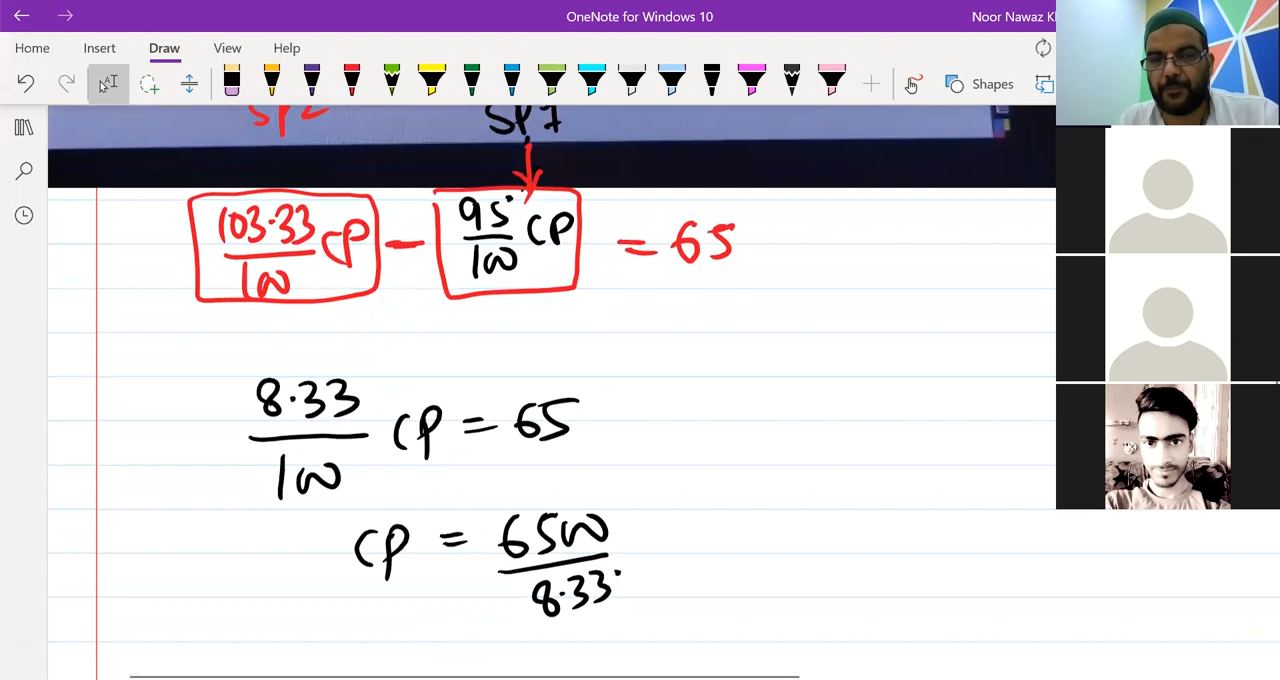 OneNote for Windows 10
Noor Nawaz Kh
Home Insert Draw View Help
Shapes
SP2 SP1
103.33/100 CP - 95/100 CP = 65
8.33/100 CP = 65
CP = 6500/8.33